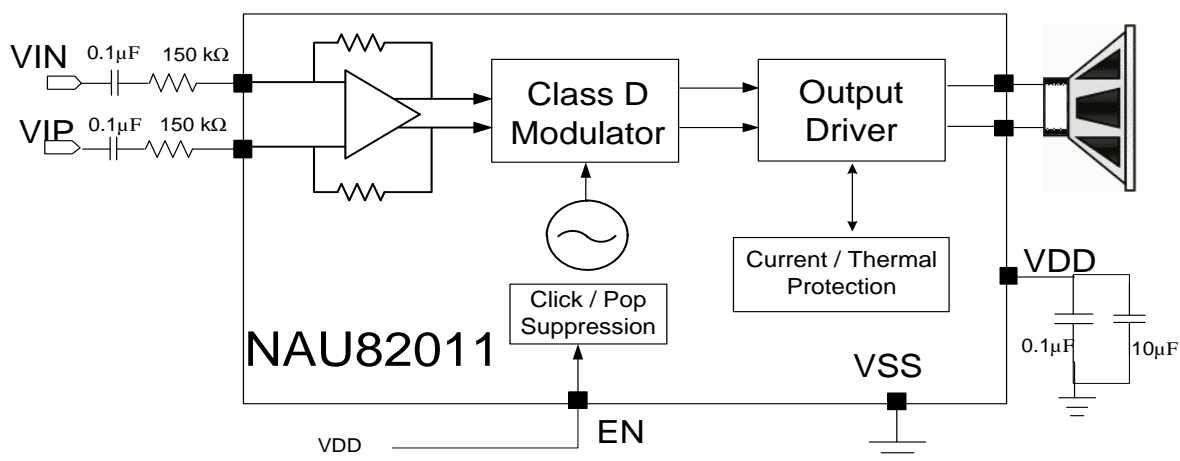 VIN
0.1µF
150 kΩ
VIP
0.1µF
150 kΩ
Class D
Modulator
Output
Driver
Current / Thermal
Protection
Click / Pop
Suppression
NAU82011
VDD
0.1µF
10µF
VSS
EN
VDD